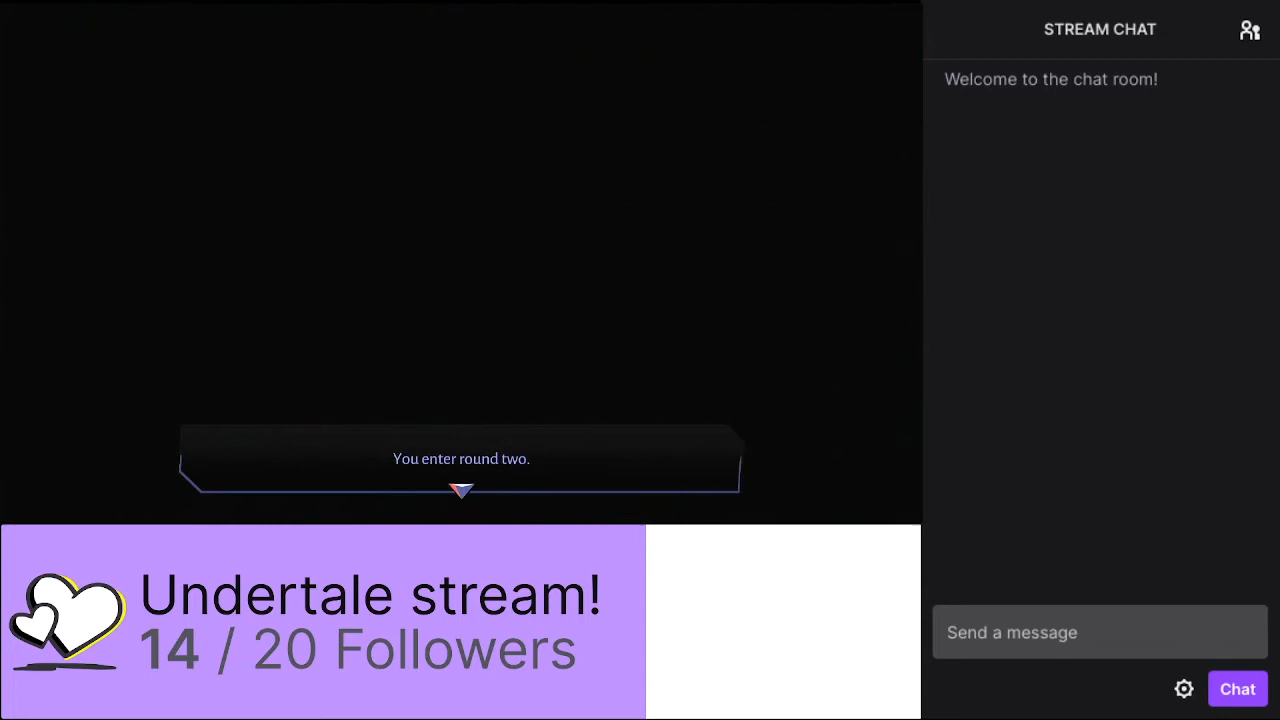 STREAM CHAT
Welcome to the chat room!
You enter round two.
Undertale stream!
14 / 20 Followers
Send a message
Chat